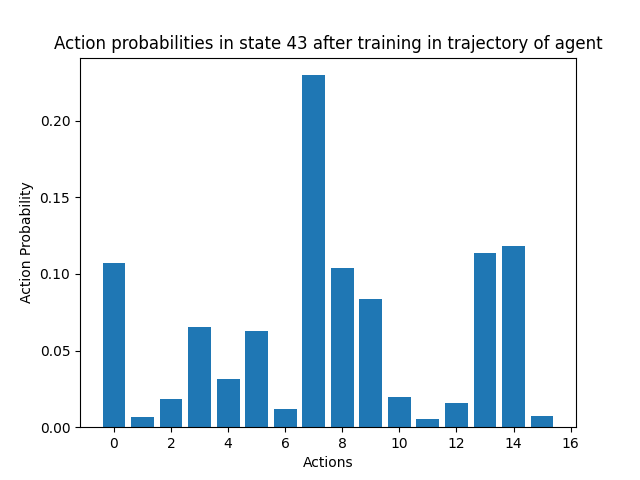 Action probabilities in state 43 after training in trajectory of agent
0.20
0.15
0.10
0.05
0.00
Action Probability
0 2 4 6 8 10 12 14 16
Actions